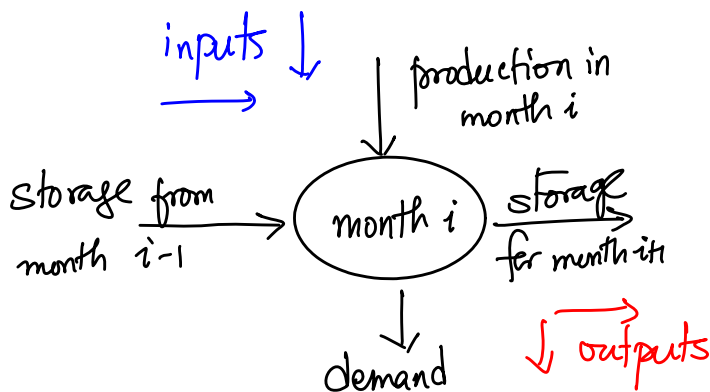 inputs
production in
month i
storage from
month i-1
month i
storage
for month i+1
demand
outputs